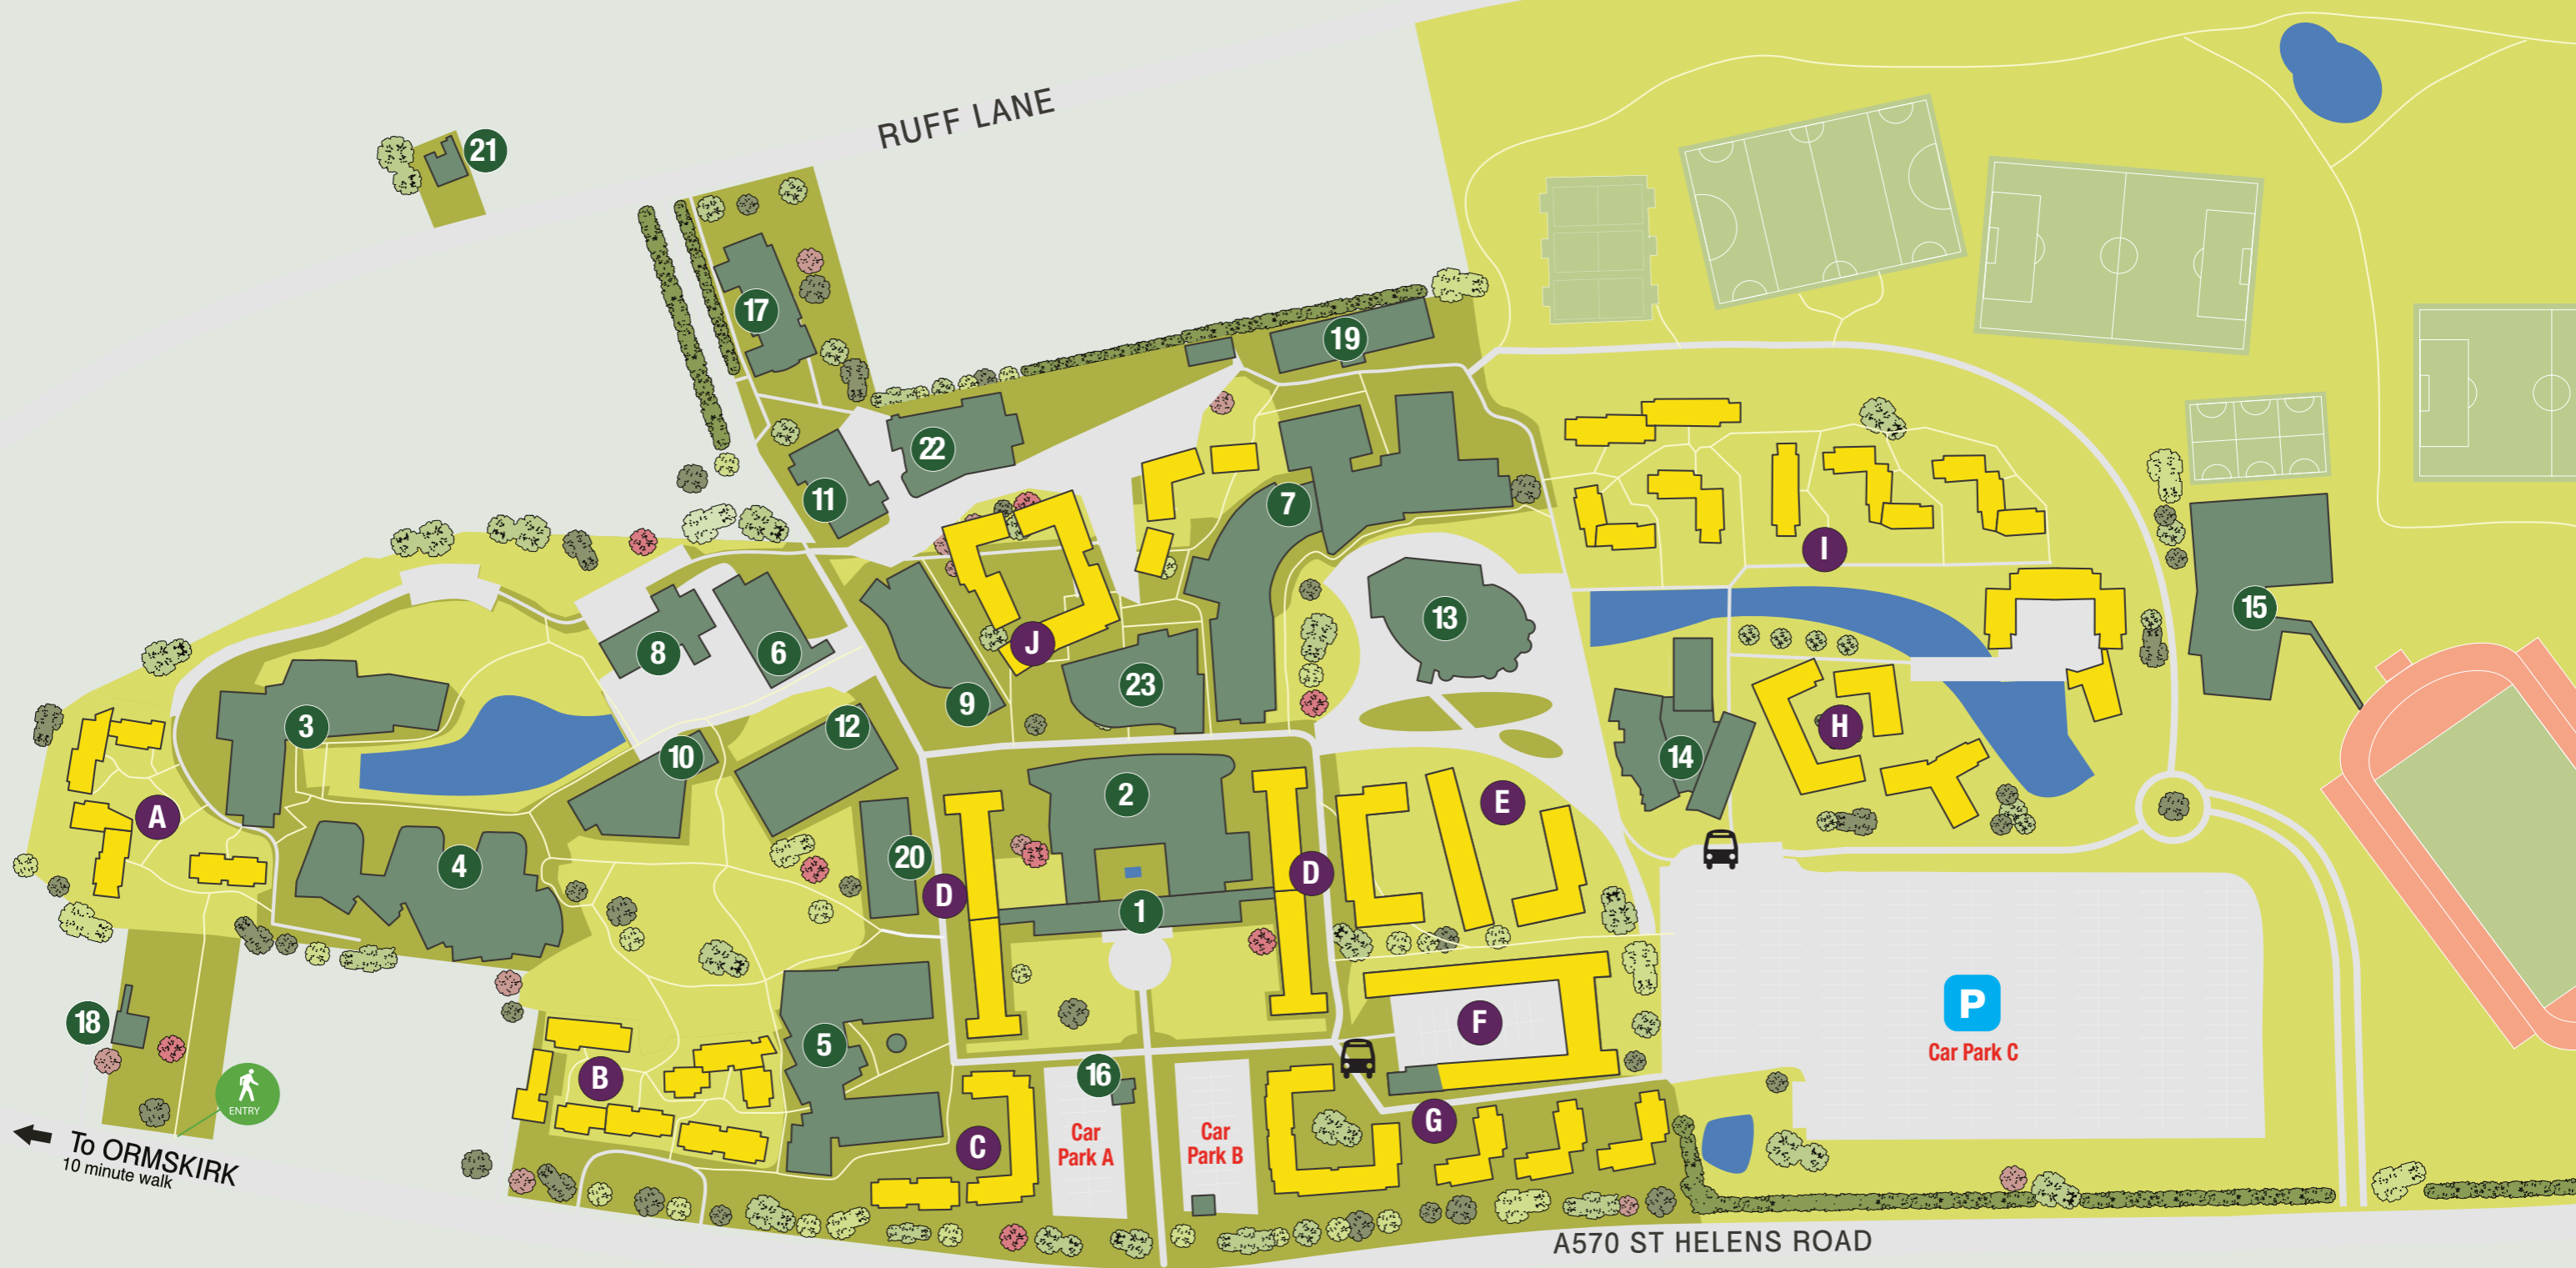 RUFF LANE
21
17
19
22
11
7
I
13
15
8
6
J
23
9
3
12
10
H
14
A
2
E
4
20
D
D
1
18
5
F
P
Car Park C
B
16
ENTRY
G
C
Car
Park A
Car
Park B
To ORMSKIRK
10 minute walk
A570 ST HELENS ROAD